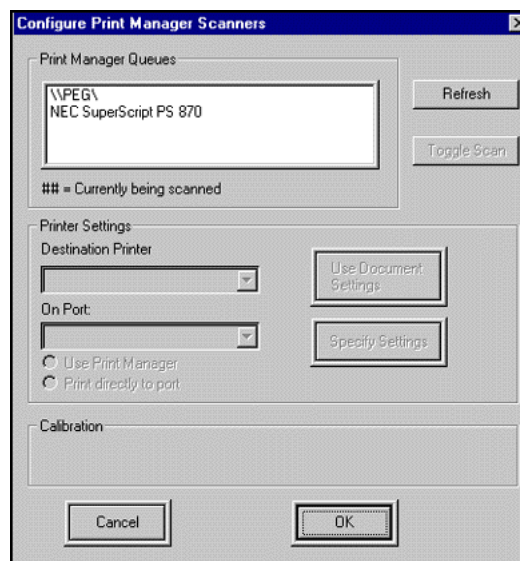 Configure Print Manager Scanners
Print Manager Queues
\\PEG\
NEC SuperScript PS 870
Refresh
Toggle Scan
## = Currently being scanned
Printer Settings
Destination Printer
Use Document
Settings
On Port:
Specify Settings
Use Print Manager
Print directly to port
Calibration
Cancel
OK